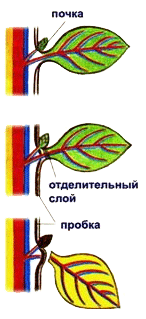 почка
отделительный
слой
пробка